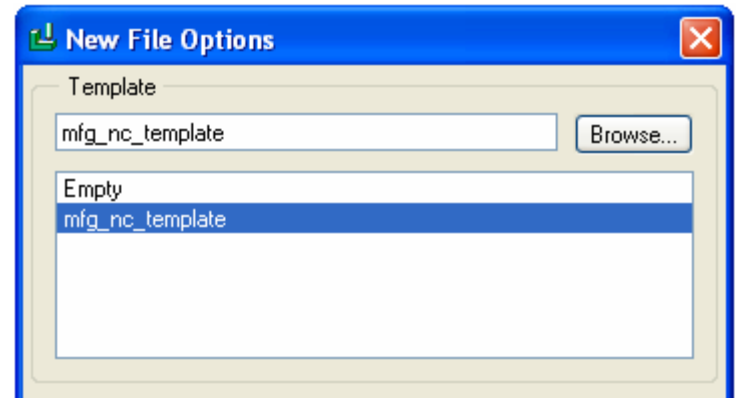 New File Options
Template
mfg_nc_template
Browse...
Empty
mfg_nc_template